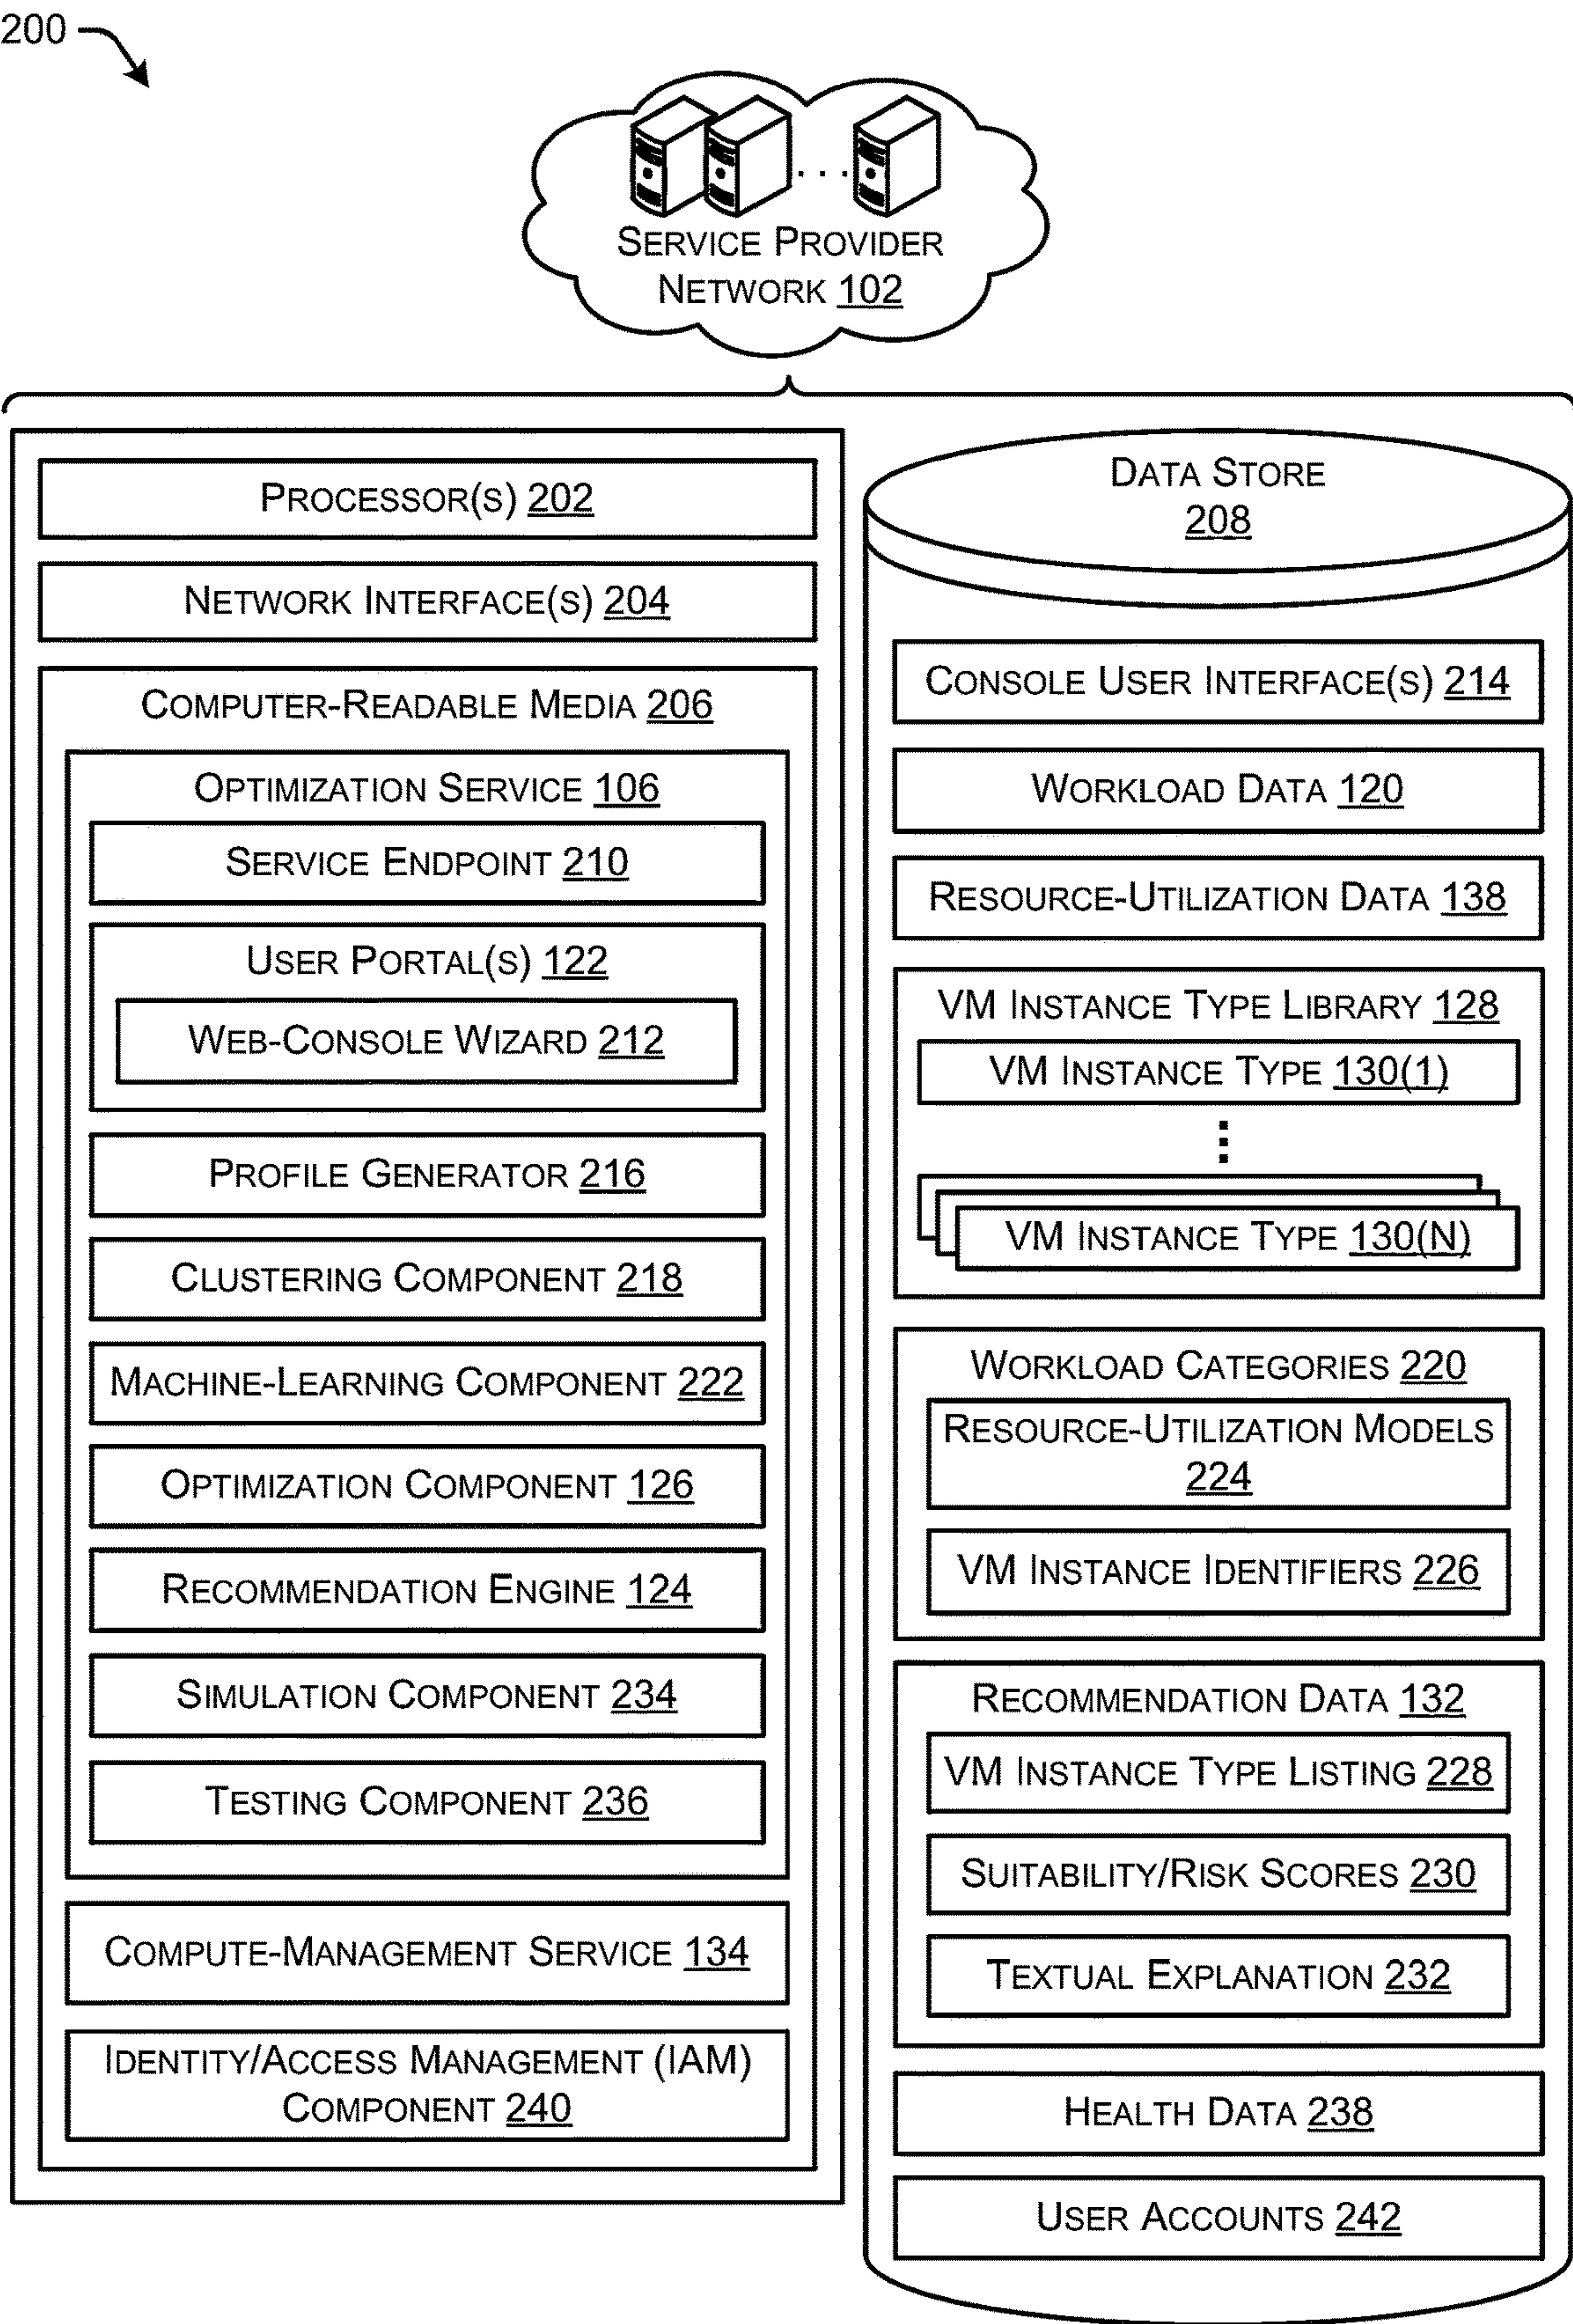 200
SERVICE PROVIDER
NETWORK 102
PROCESSOR(S) 202
NETWORK INTERFACE(S) 204
COMPUTER-READABLE MEDIA 206
OPTIMIZATION SERVICE 106
SERVICE ENDPOINT 210
USER PORTAL(S) 122
WEB-CONSOLE WIZARD 212
PROFILE GENERATOR 216
CLUSTERING COMPONENT 218
MACHINE-LEARNING COMPONENT 222
OPTIMIZATION COMPONENT 126
RECOMMENDATION ENGINE 124
SIMULATION COMPONENT 234
TESTING COMPONENT 236
COMPUTE-MANAGEMENT SERVICE 134
IDENTITY/ACCESS MANAGEMENT (IAM)
COMPONENT 240
DATA STORE
208
CONSOLE USER INTERFACE(S) 214
WORKLOAD DATA 120
RESOURCE-UTILIZATION DATA 138
VM INSTANCE TYPE LIBRARY 128
VM INSTANCE TYPE 130(1)
VM INSTANCE TYPE 130(N)
WORKLOAD CATEGORIES 220
RESOURCE-UTILIZATION MODELS
224
VM INSTANCE IDENTIFIERS 226
RECOMMENDATION DATA 132
VM INSTANCE TYPE LISTING 228
SUITABILITY/RISK SCORES 230
TEXTUAL EXPLANATION 232
HEALTH DATA 238
USER ACCOUNTS 242